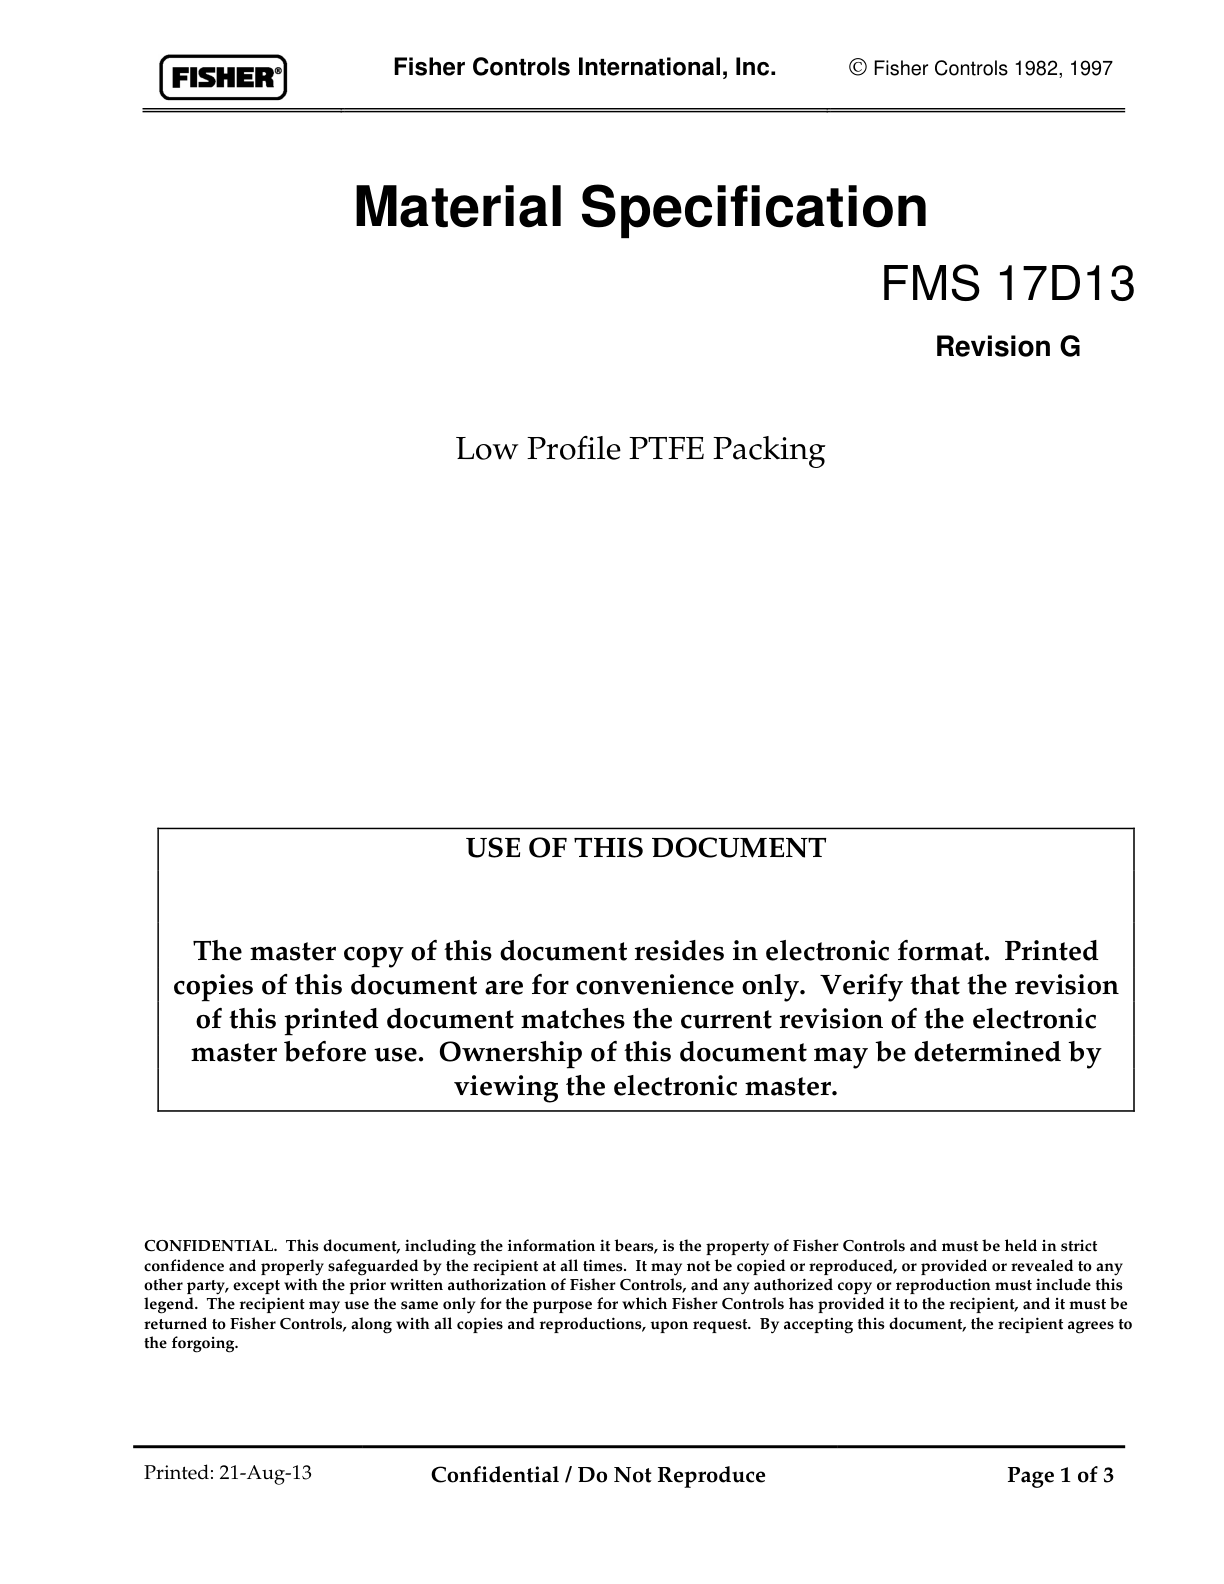 FISHER®
Fisher Controls International, Inc.
© Fisher Controls 1982, 1997
Material Specification
FMS 17D13
Revision G
Low Profile PTFE Packing
USE OF THIS DOCUMENT
The master copy of this document resides in electronic format.  Printed
copies of this document are for convenience only.  Verify that the revision
of this printed document matches the current revision of the electronic
master before use.  Ownership of this document may be determined by
viewing the electronic master.
CONFIDENTIAL.  This document, including the information it bears, is the property of Fisher Controls and must be held in strict
confidence and properly safeguarded by the recipient at all times.  It may not be copied or reproduced, or provided or revealed to any
other party, except with the prior written authorization of Fisher Controls, and any authorized copy or reproduction must include this
legend.  The recipient may use the same only for the purpose for which Fisher Controls has provided it to the recipient, and it must be
returned to Fisher Controls, along with all copies and reproductions, upon request.  By accepting this document, the recipient agrees to
the forgoing.
Printed: 21-Aug-13
Confidential / Do Not Reproduce
Page 1 of 3